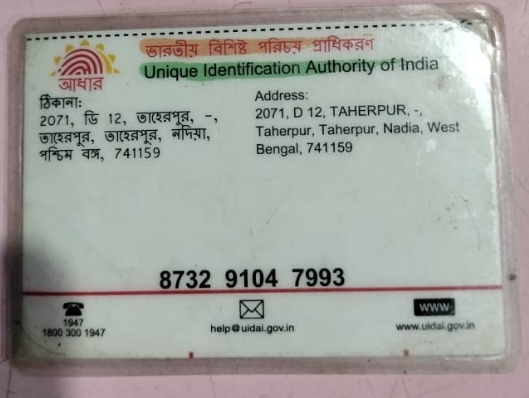 ভারতীয় বিশিষ্ট পরিচয় প্রাধিকরণ
Unique Identification Authority of India
আধার
ঠিকানা:
2071, ডি 12, তাহেরপুর, -,
তাহেরপুর, তাহেরপুর, নদিয়া,
পশ্চিম বঙ্গ, 741159
Address:
2071, D 12, TAHERPUR, -,
Taherpur, Taherpur, Nadia, West
Bengal, 741159
8732 9104 7993
1947
1800 300 1947
help@uidai.gov.in
WWW
www.uidai.gov.in